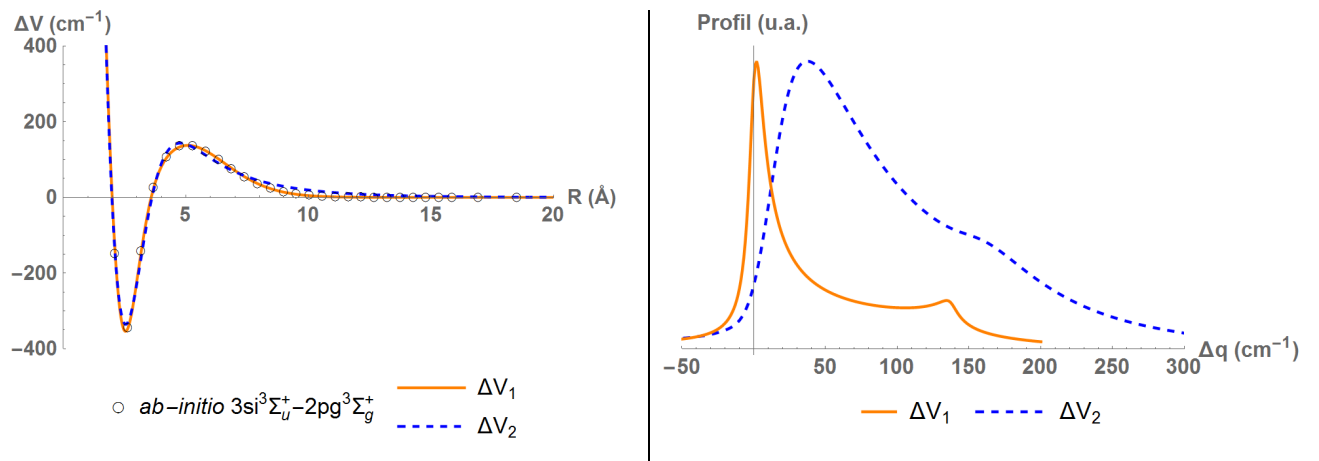 ΔV (cm⁻¹)
400
200
0
−200
−400
5
10
15
20
R (Å)
○ ab−initio 3si³Σᵤ⁺−2pg³Σg⁺
ΔV₁
ΔV₂
Profil (u.a.)
−50
50
100
150
200
250
300
Δq (cm⁻¹)
ΔV₁
ΔV₂